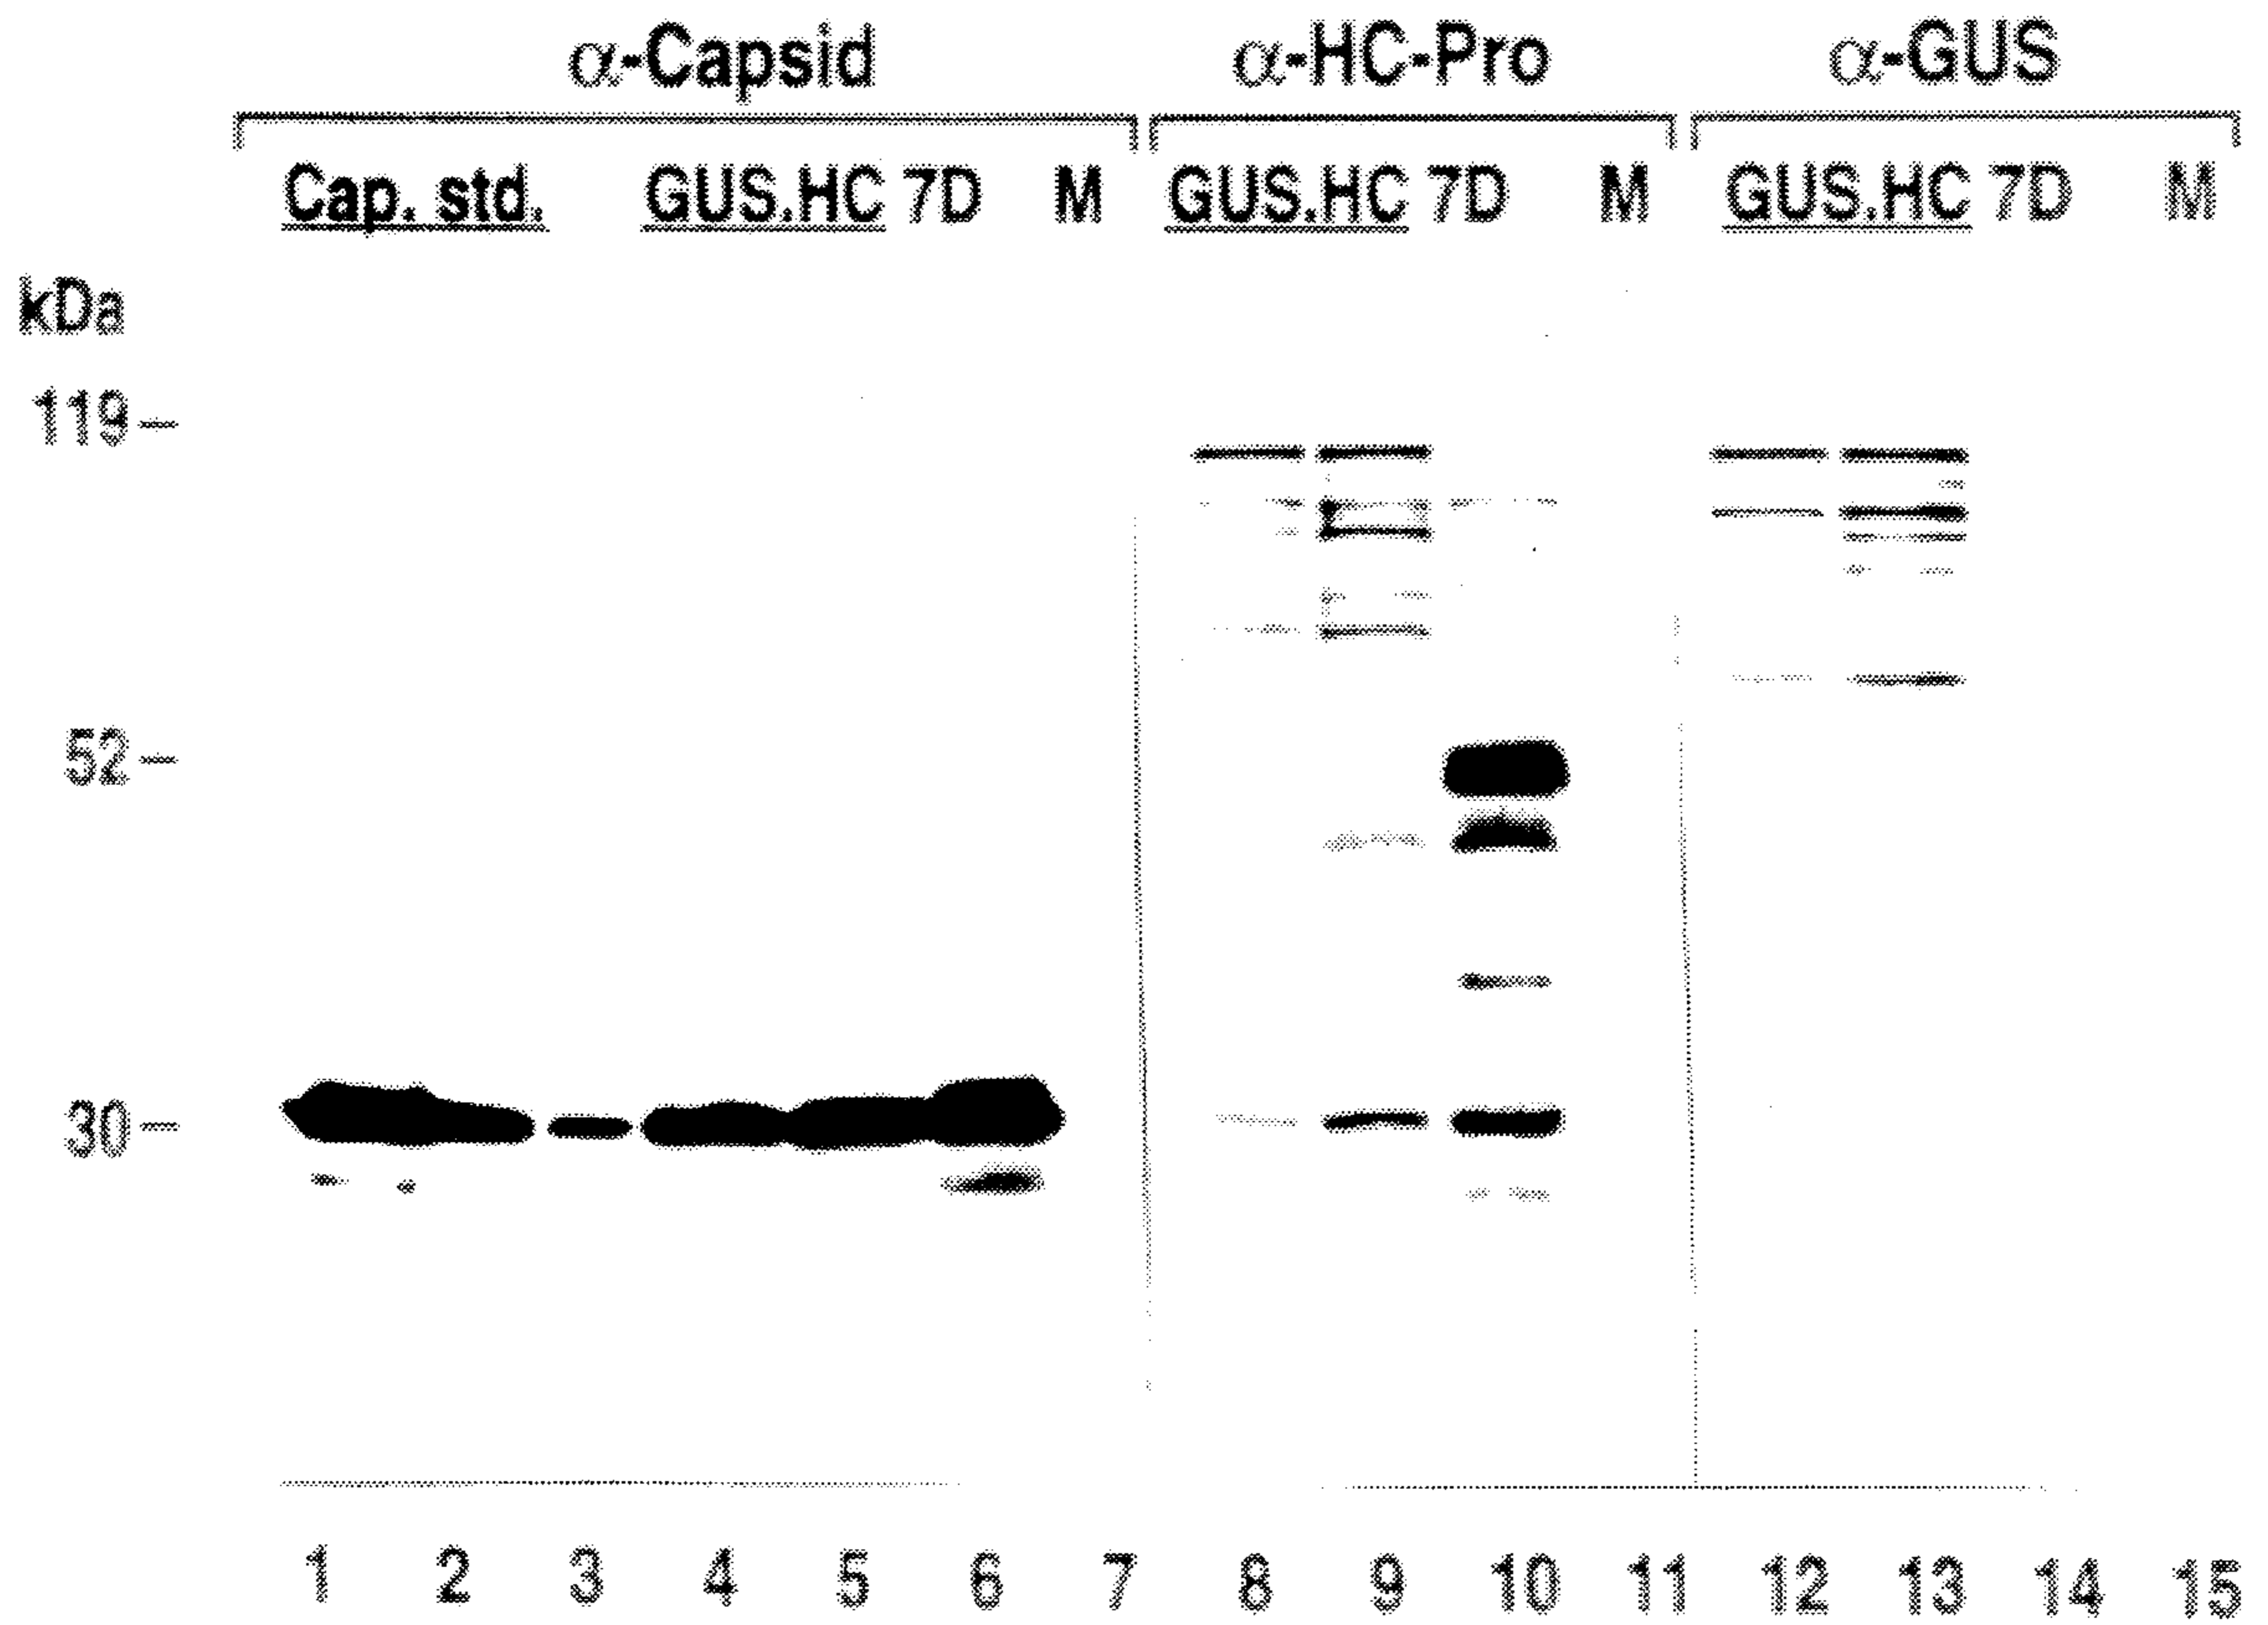 α-Capsid α-HC-Pro α-GUS
Cap. std. GUS.HC 7D M GUS.HC 7D M GUS.HC 7D M
kDa
119
52
30
1 2 3 4 5 6 7 8 9 10 11 12 13 14 15